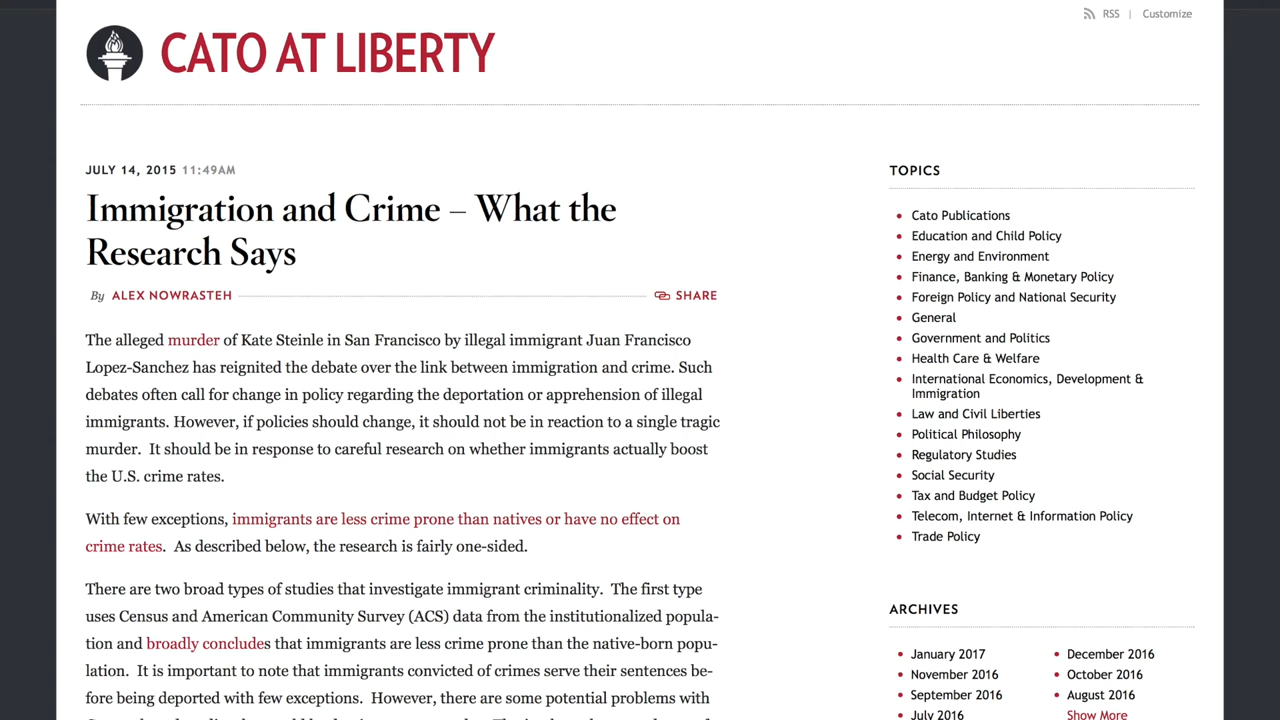 RSS | Customize
CATO AT LIBERTY
JULY 14, 2015 11:49AM
Immigration and Crime – What the
Research Says
By ALEX NOWRASTEH
SHARE
The alleged murder of Kate Steinle in San Francisco by illegal immigrant Juan Francisco
Lopez-Sanchez has reignited the debate over the link between immigration and crime. Such
debates often call for change in policy regarding the deportation or apprehension of illegal
immigrants. However, if policies should change, it should not be in reaction to a single tragic
murder. It should be in response to careful research on whether immigrants actually boost
the U.S. crime rates.
With few exceptions, immigrants are less crime prone than natives or have no effect on
crime rates. As described below, the research is fairly one-sided.
There are two broad types of studies that investigate immigrant criminality. The first type
uses Census and American Community Survey (ACS) data from the institutionalized popula-
tion and broadly concludes that immigrants are less crime prone than the native-born popu-
lation. It is important to note that immigrants convicted of crimes serve their sentences be-
fore being deported with few exceptions. However, there are some potential problems with
TOPICS
Cato Publications
Education and Child Policy
Energy and Environment
Finance, Banking & Monetary Policy
Foreign Policy and National Security
General
Government and Politics
Health Care & Welfare
International Economics, Development &
Immigration
Law and Civil Liberties
Political Philosophy
Regulatory Studies
Social Security
Tax and Budget Policy
Telecom, Internet & Information Policy
Trade Policy
ARCHIVES
January 2017
December 2016
November 2016
October 2016
September 2016
August 2016
July 2016
Show More